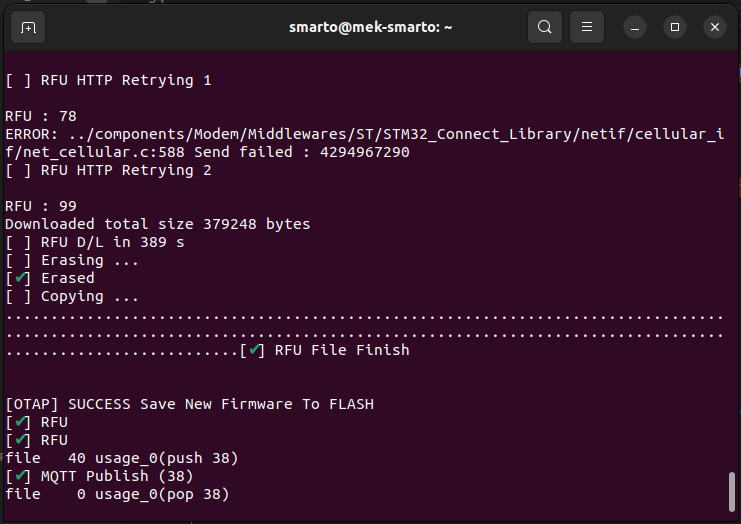 smarto@mek-smarto: ~
[ ] RFU HTTP Retrying 1
RFU : 78
ERROR: ../components/Modem/Middlewares/ST/STM32_Connect_Library/netif/cellular_i
f/net_cellular.c:588 Send failed : 4294967290
[ ] RFU HTTP Retrying 2
RFU : 99
Downloaded total size 379248 bytes
[ ] RFU D/L in 389 s
[ ] Erasing ...
[✔] Erased
[ ] Copying ...
................................................................................
................................................................................
..........................[✔] RFU File Finish
[OTAP] SUCCESS Save New Firmware To FLASH
[✔] RFU
[✔] RFU
file   40 usage_0(push 38)
[✔] MQTT Publish (38)
file    0 usage_0(pop 38)